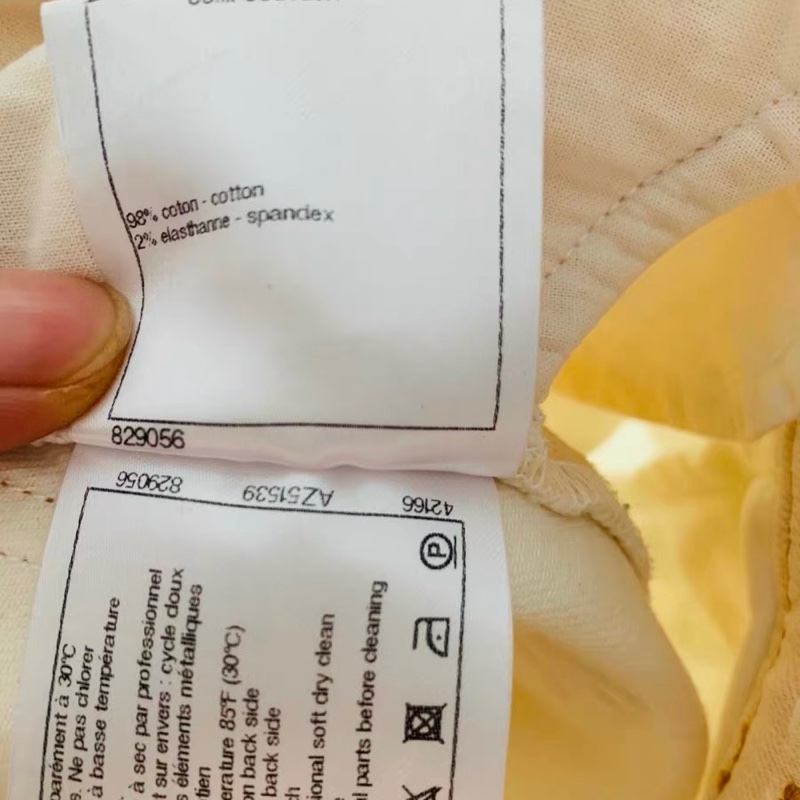 98% coton - cotton
2% elasthanne - spandex
829056
829056 AZ51539 42166
parément à 30°C
s. Ne pas chlorer
à basse température
à sec par professionnel
t sur envers : cycle doux
s éléments métalliques
tien
erature 85°F (30°C)
on back side
back side
ch
ional soft dry clean
e
l parts before cleaning
P